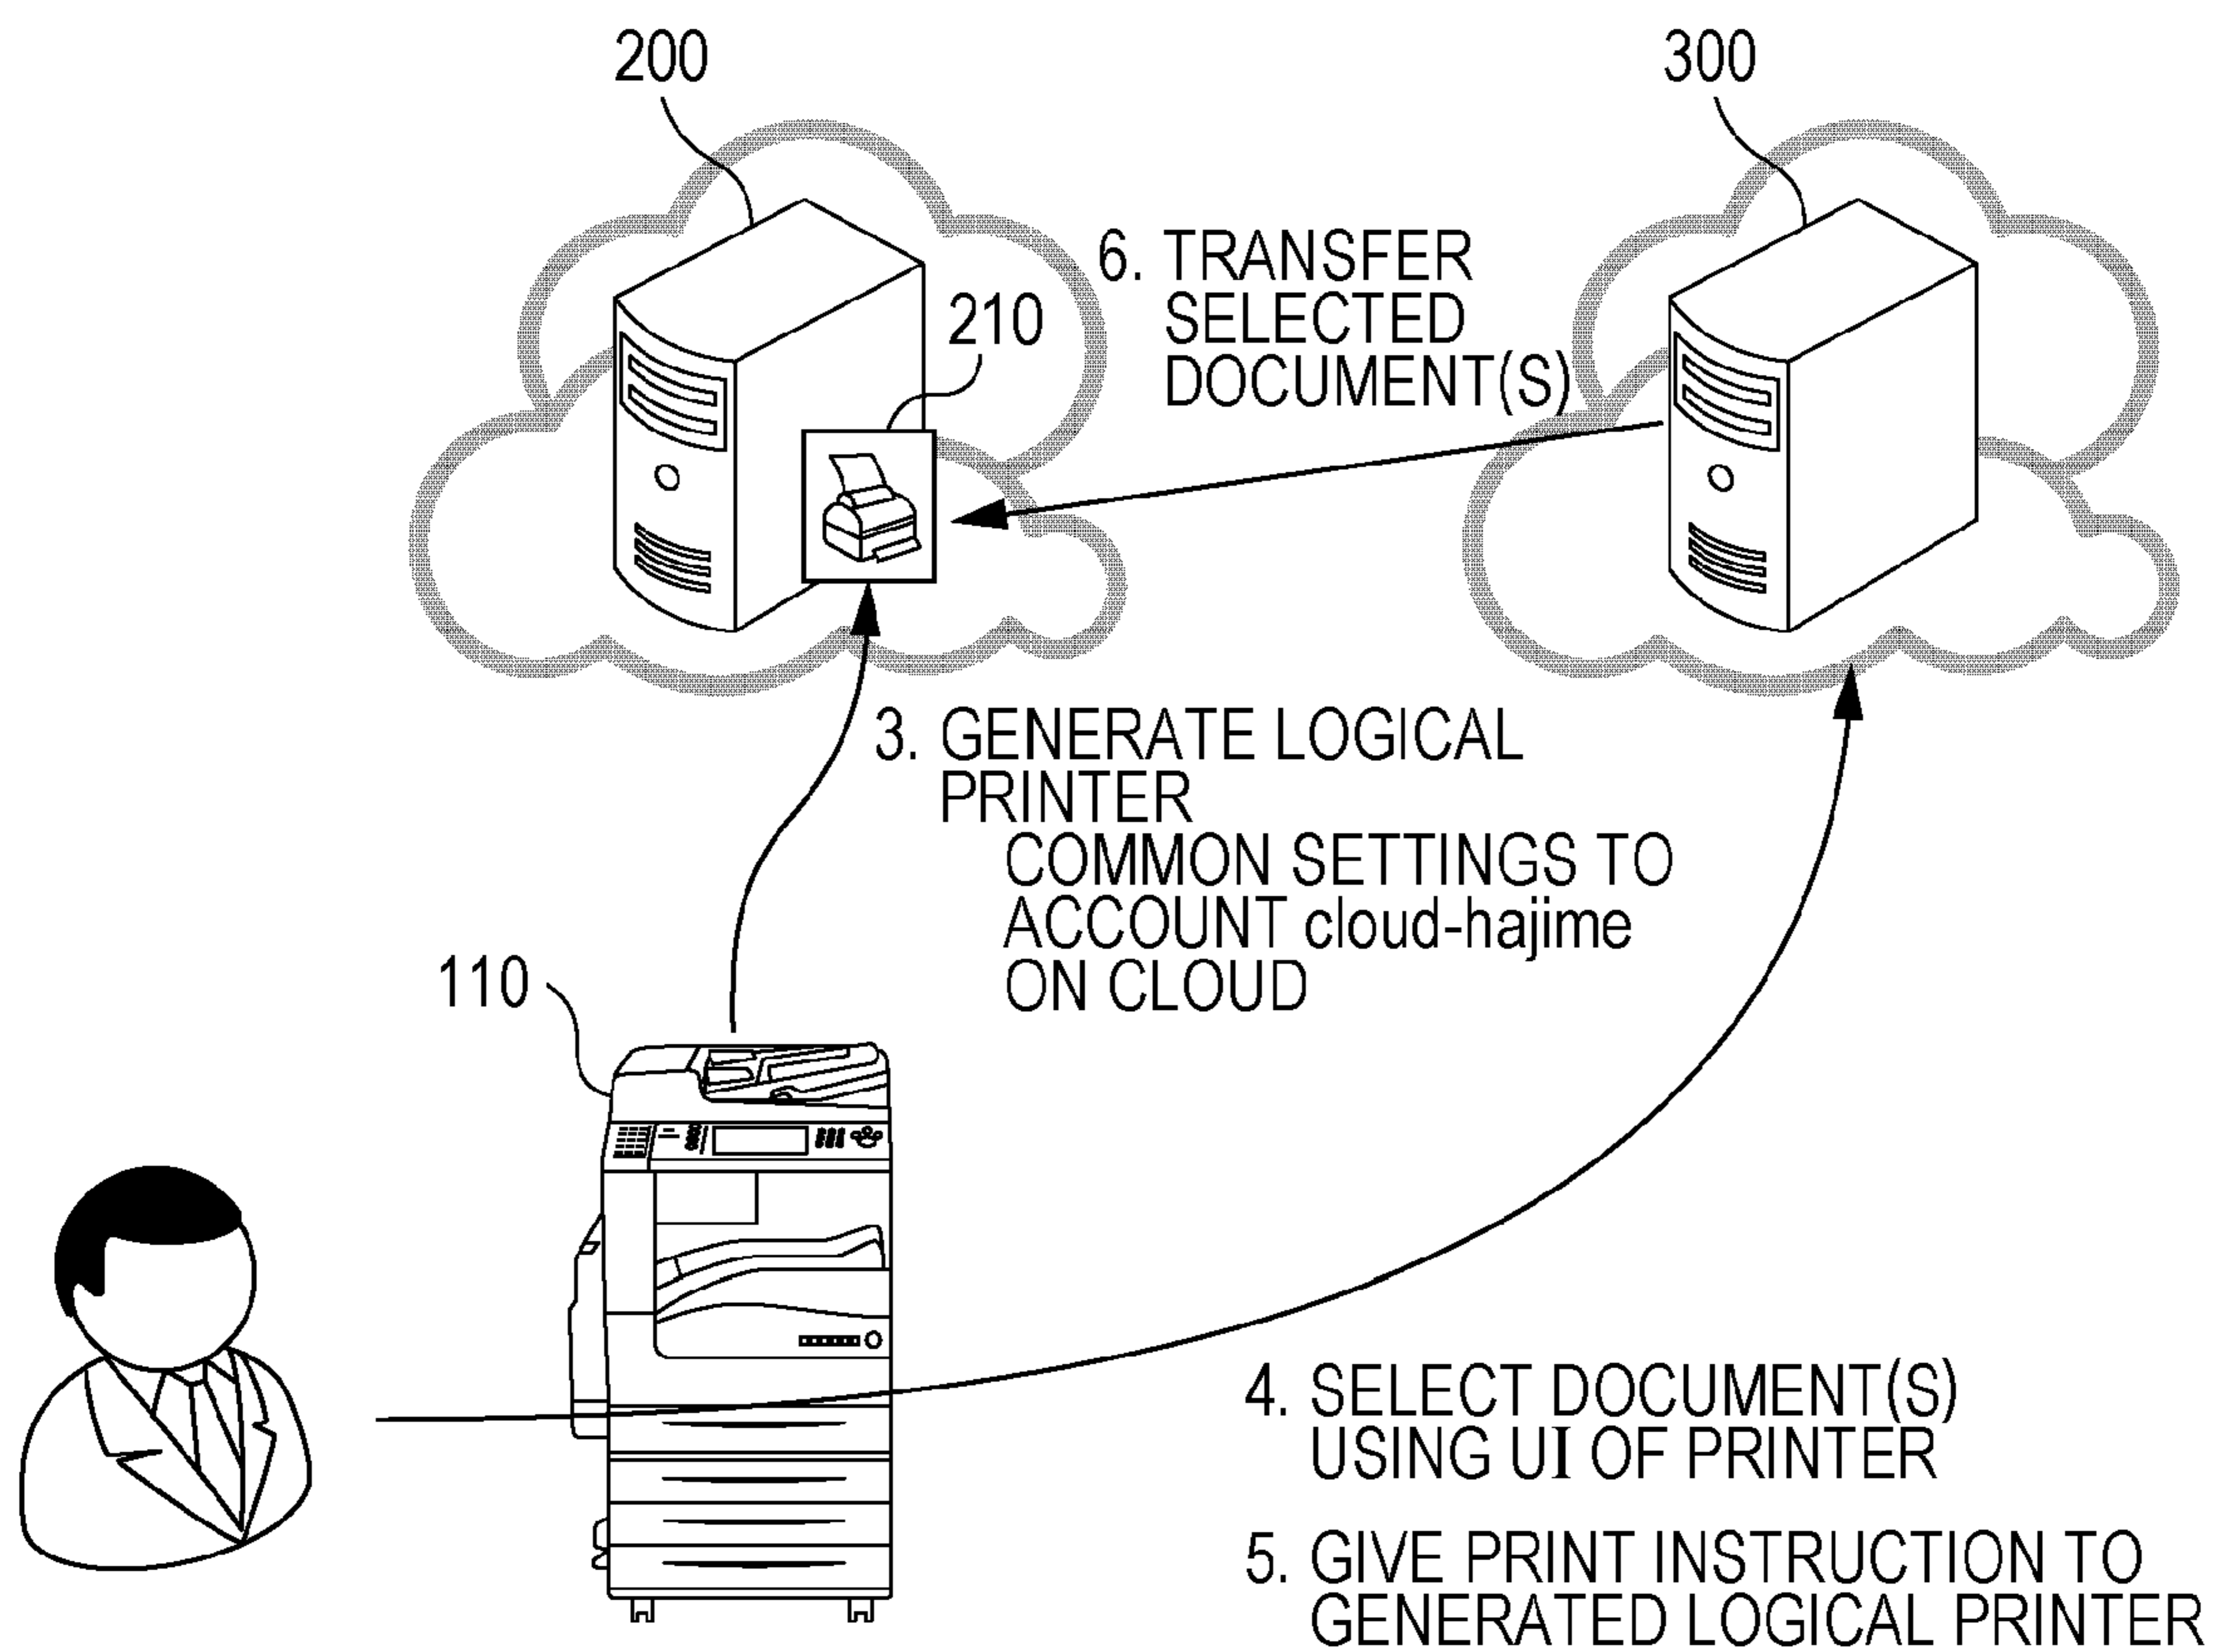 200
300
6. TRANSFER
SELECTED
DOCUMENT(S)
210
3. GENERATE LOGICAL
PRINTER
COMMON SETTINGS TO
ACCOUNT cloud-hajime
ON CLOUD
110
4. SELECT DOCUMENT(S)
USING UI OF PRINTER
5. GIVE PRINT INSTRUCTION TO
GENERATED LOGICAL PRINTER